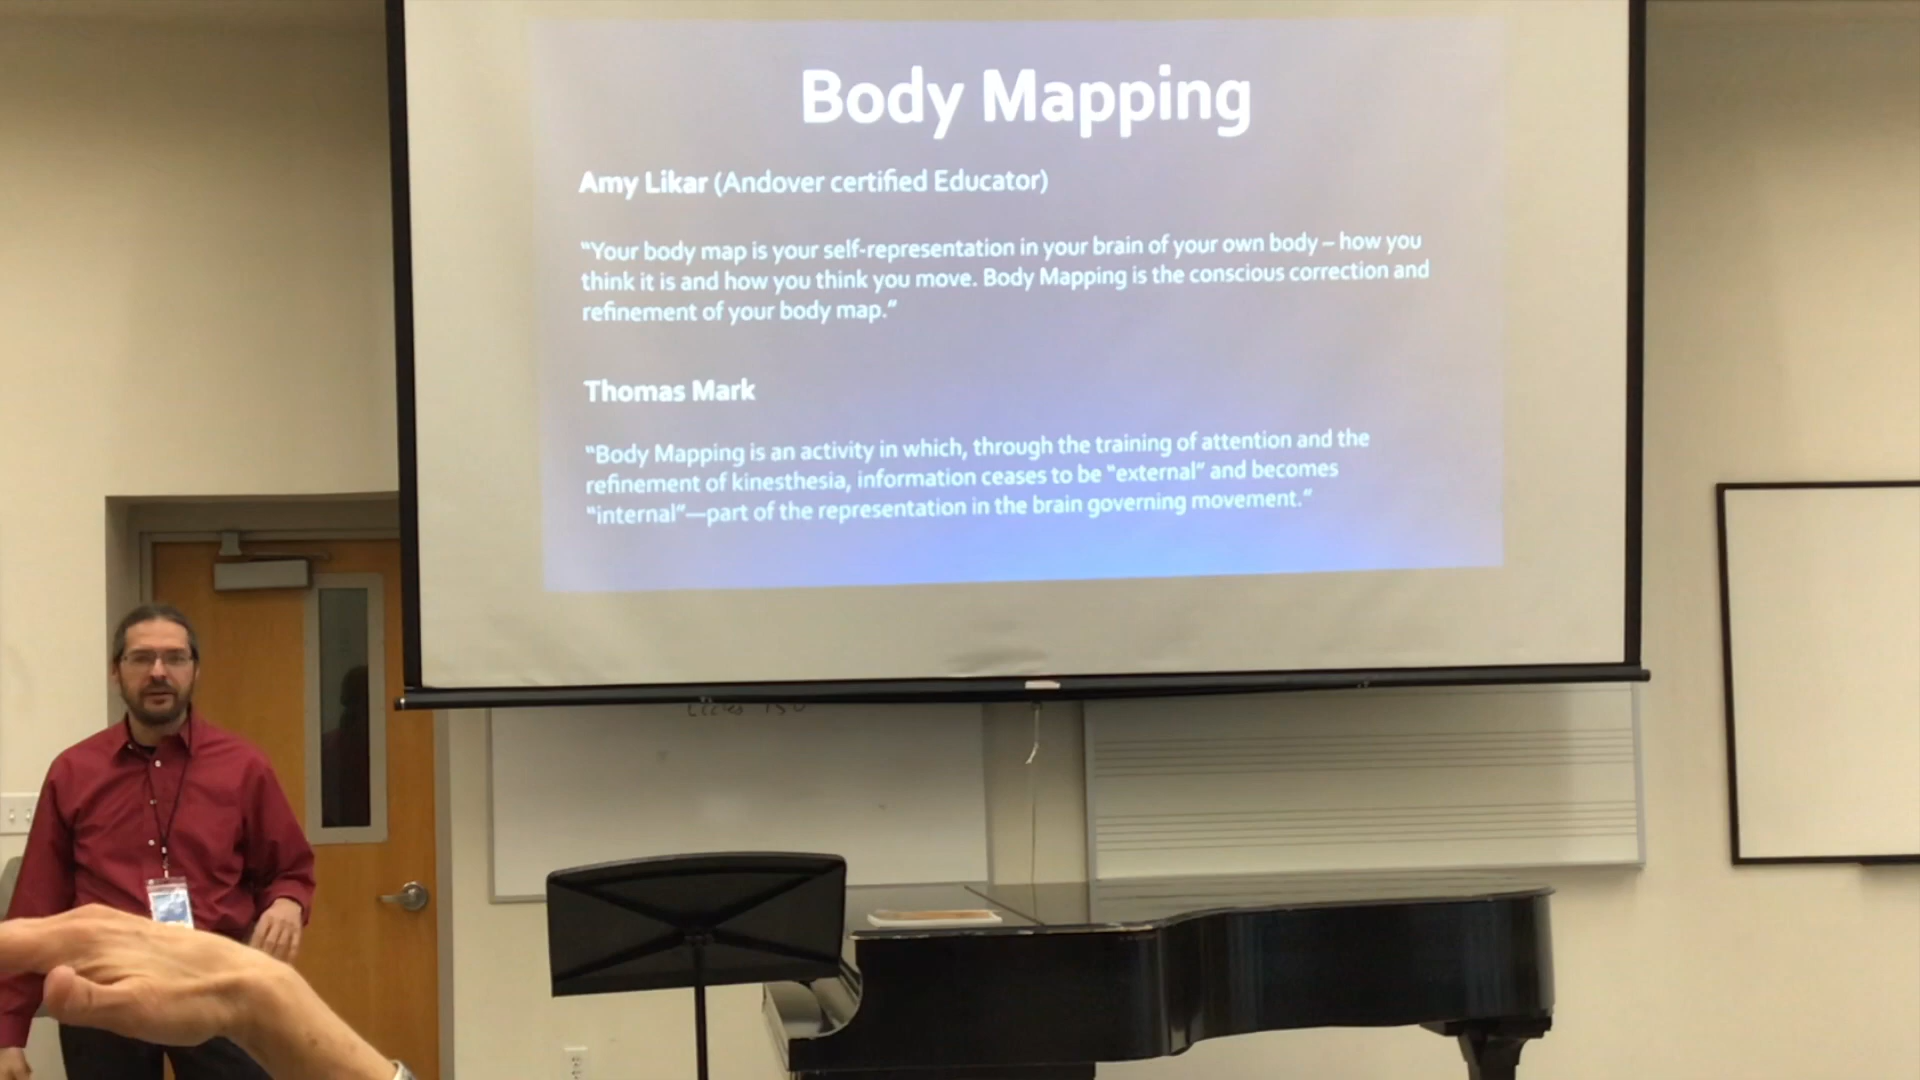 Body Mapping
Amy Likar (Andover certified Educator)
“Your body map is your self-representation in your brain of your own body – how you
think it is and how you think you move. Body Mapping is the conscious correction and
refinement of your body map.”
Thomas Mark
“Body Mapping is an activity in which, through the training of attention and the
refinement of kinesthesia, information ceases to be “external” and becomes
“internal”—part of the representation in the brain governing movement.”